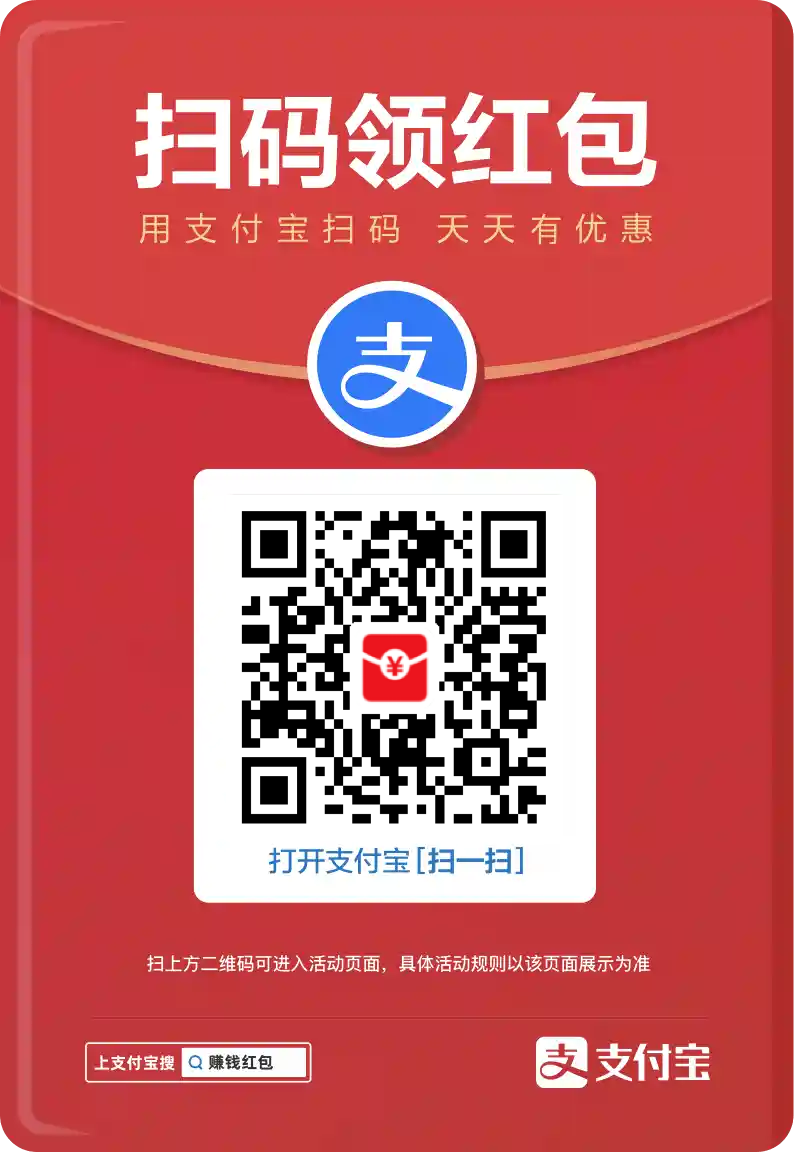 扫码领红包
用支付宝扫码 天天有优惠
支
¥
打开支付宝[扫一扫]
扫上方二维码可进入活动页面，具体活动规则以该页面展示为准
上支付宝搜 赚钱红包
支 支付宝